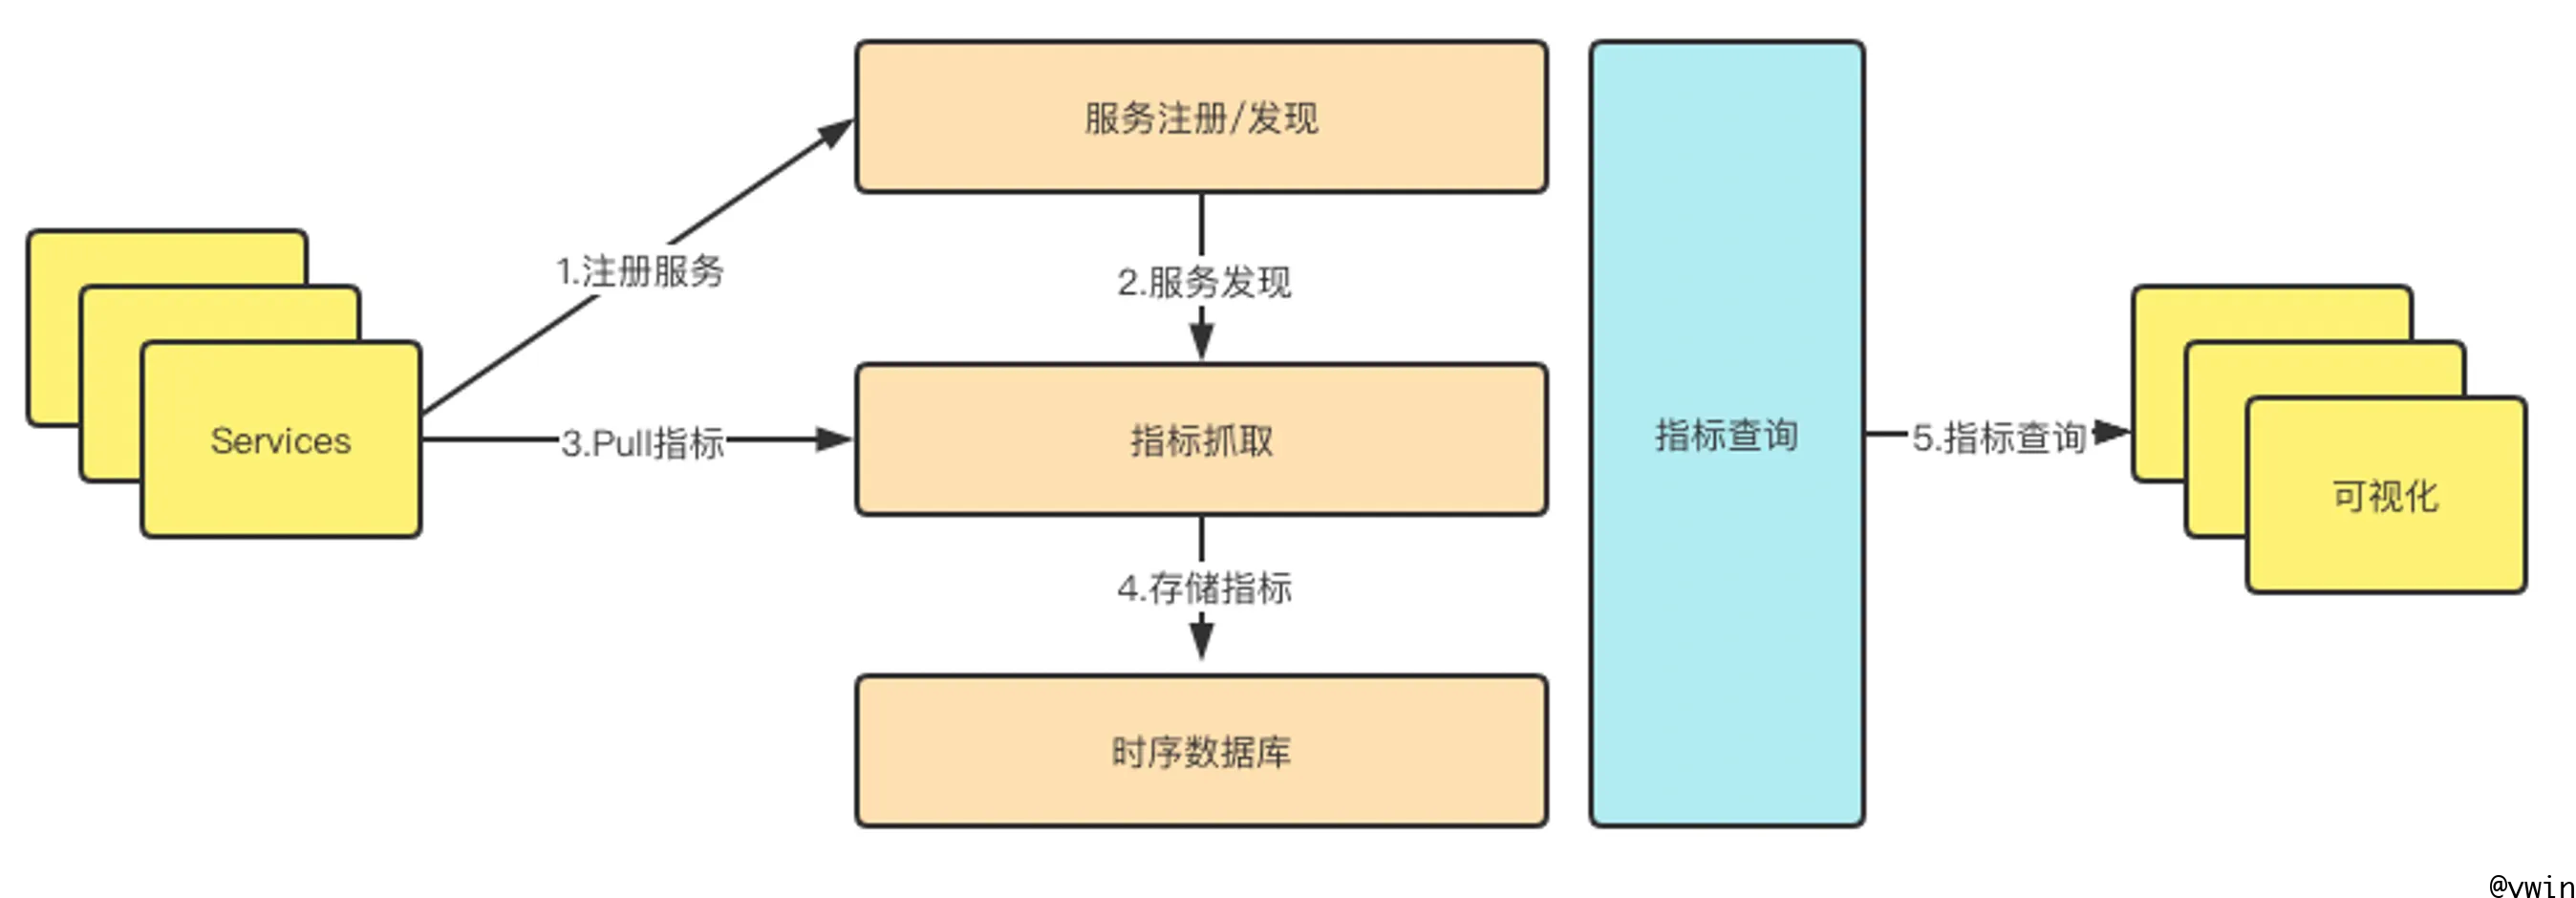 服务注册/发现
1.注册服务
2.服务发现
Services
3.Pull指标
指标抓取
指标查询
5.指标查询
可视化
4.存储指标
时序数据库
@vwin